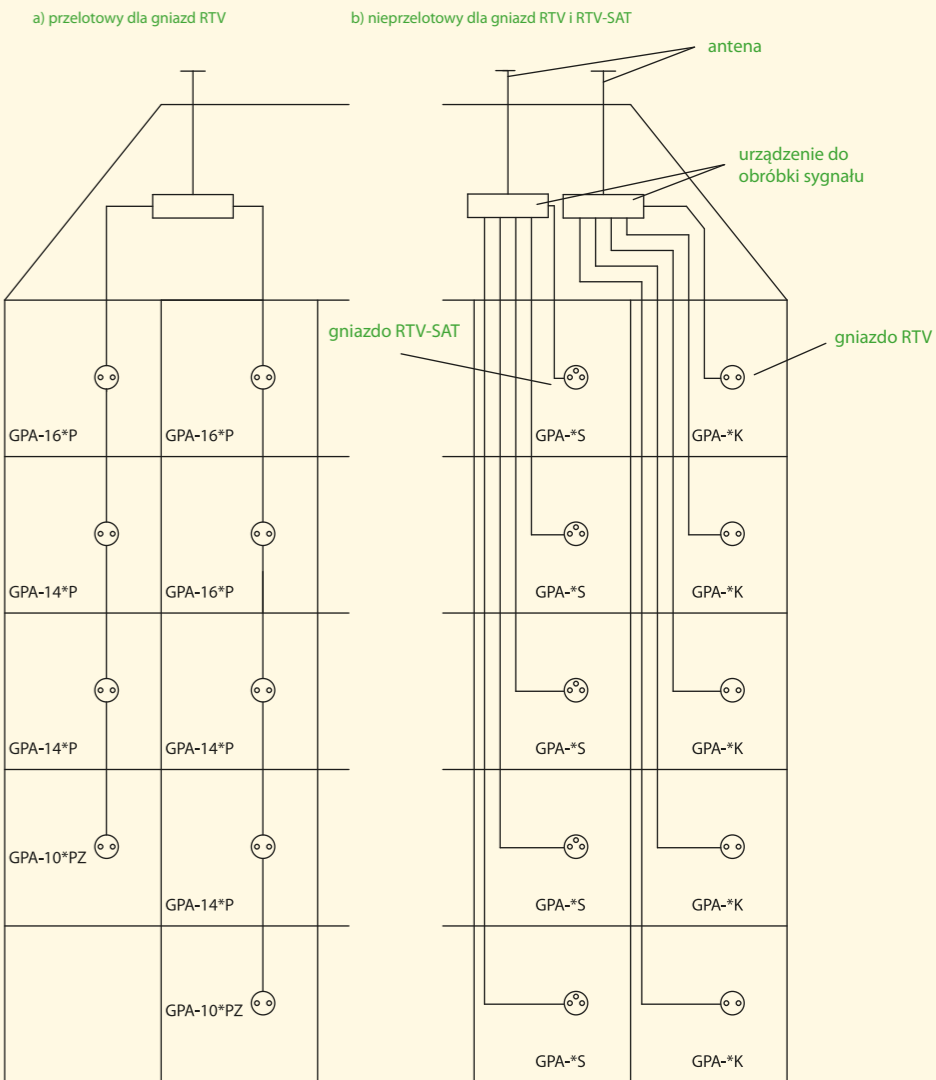 a) przelotowy dla gniazd RTV
b) nieprzelotowy dla gniazd RTV i RTV-SAT
antena
urządzenie do
obróbki sygnału
gniazdo RTV-SAT
gniazdo RTV
GPA-16*P
GPA-16*P
GPA-*S
GPA-*K
GPA-14*P
GPA-16*P
GPA-*S
GPA-*K
GPA-14*P
GPA-14*P
GPA-*S
GPA-*K
GPA-10*PZ
GPA-14*P
GPA-*S
GPA-*K
GPA-10*PZ
GPA-*S
GPA-*K